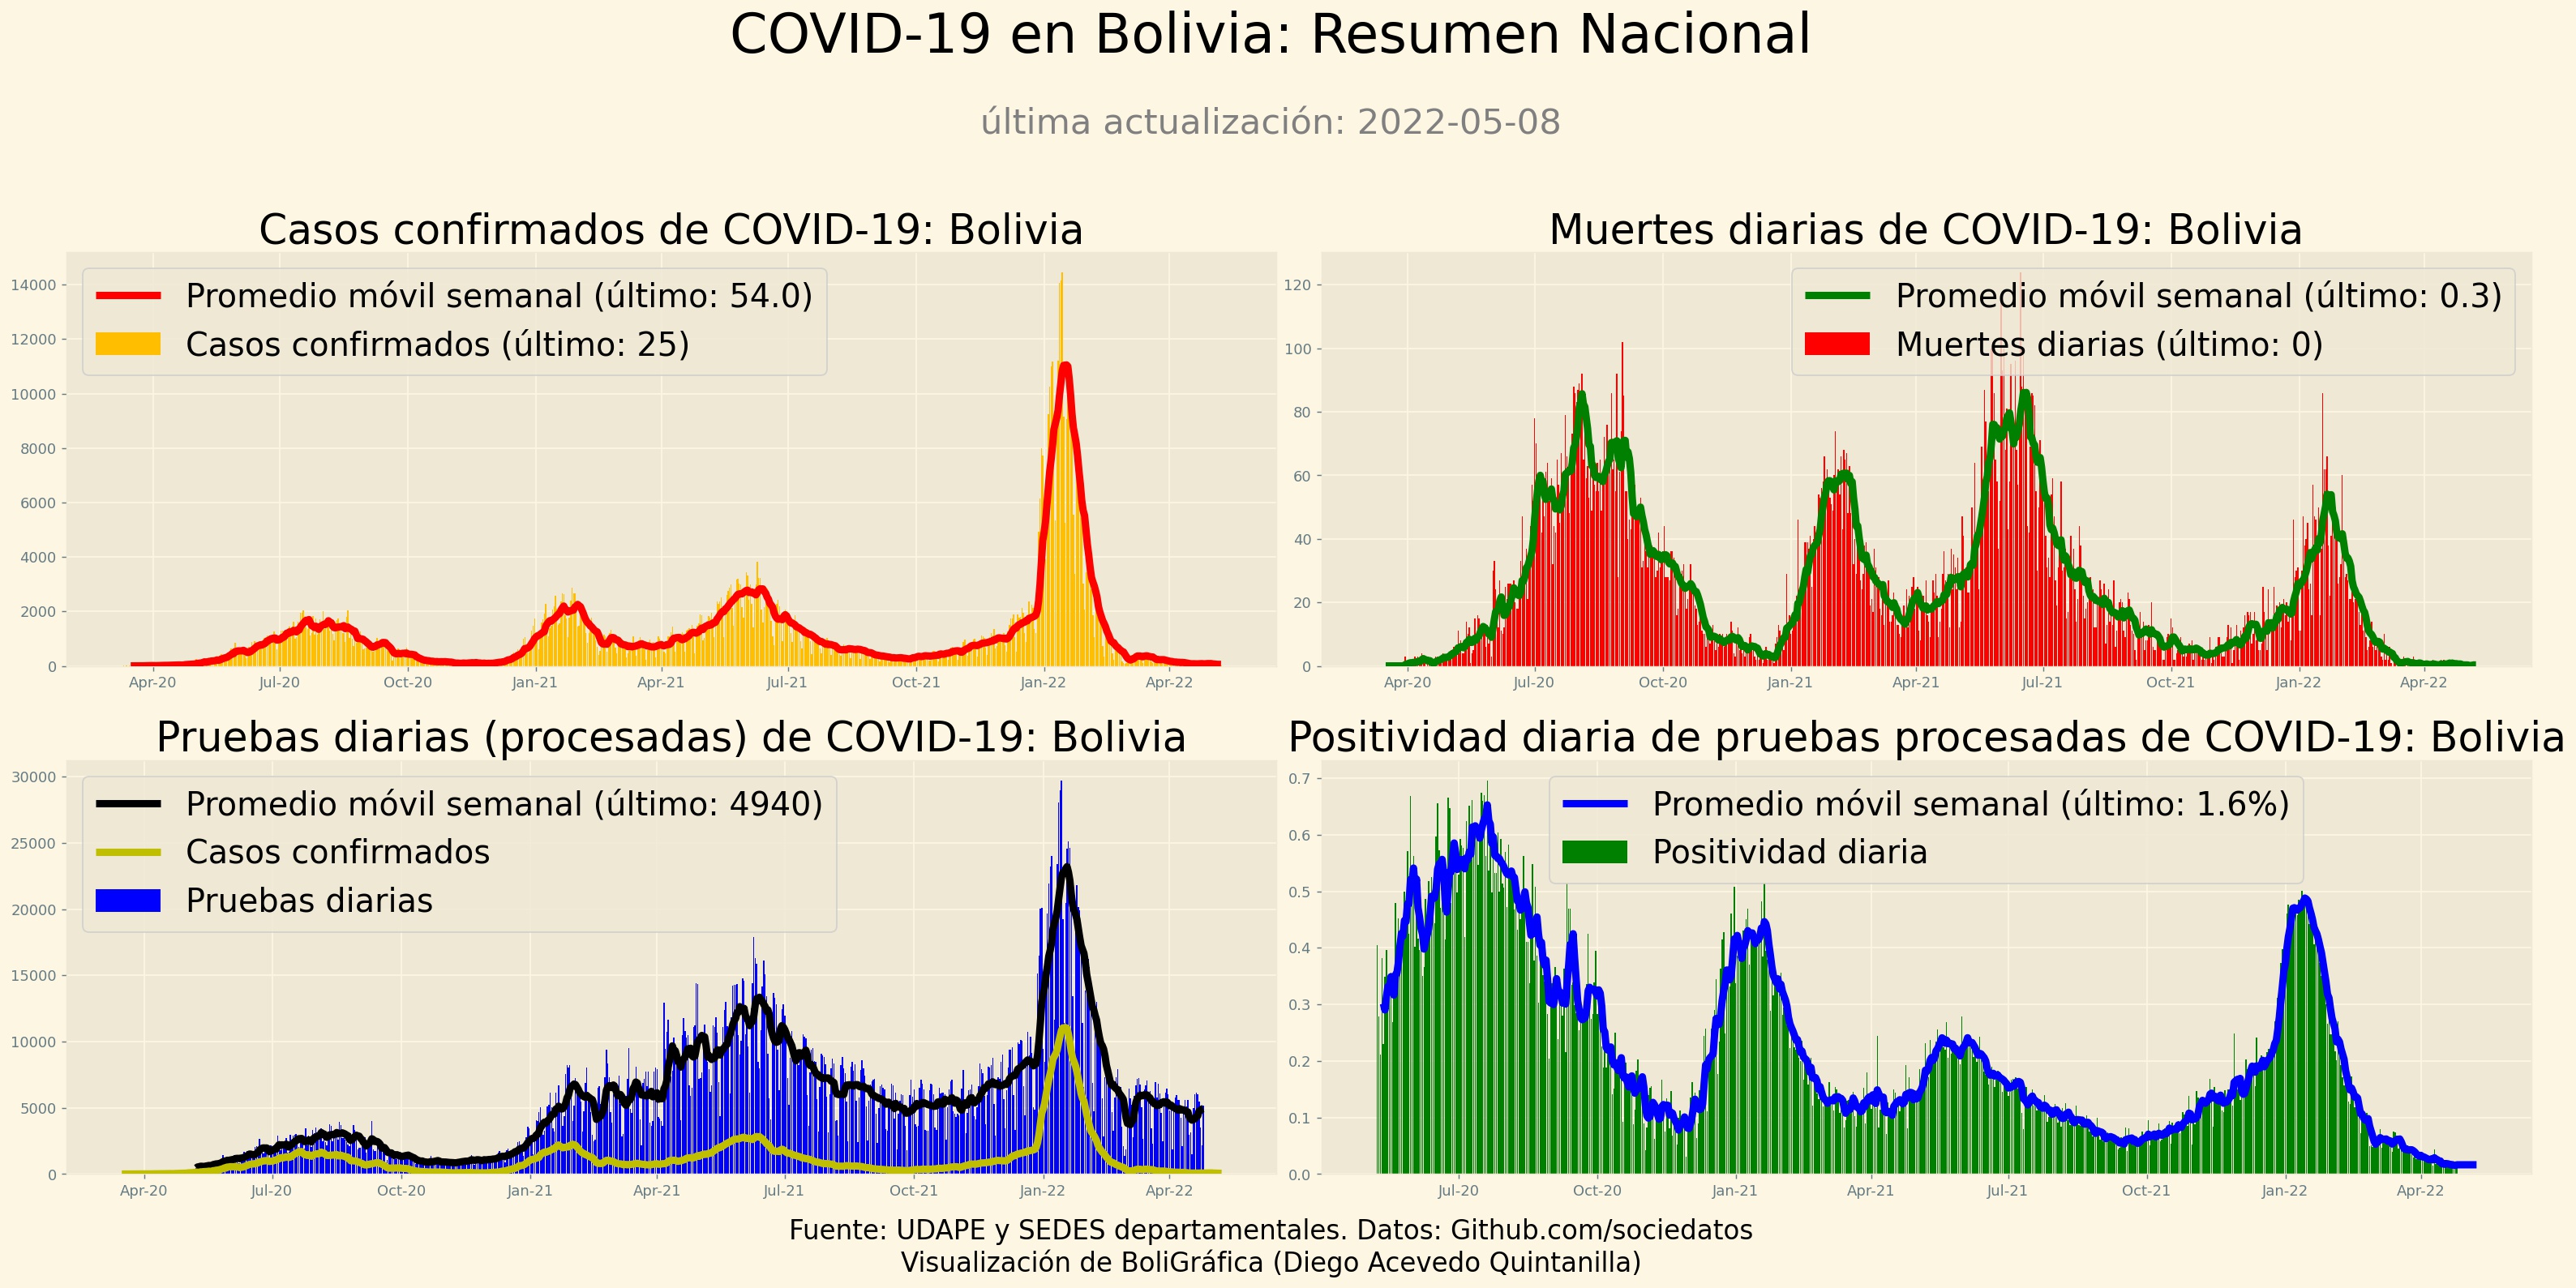 COVID-19 en Bolivia: Resumen Nacional
última actualización: 2022-05-08
Casos confirmados de COVID-19: Bolivia
Promedio móvil semanal (último: 54.0)
Casos confirmados (último: 25)
14000
12000
10000
8000
6000
4000
2000
0
Apr-20 Jul-20 Oct-20 Jan-21 Apr-21 Jul-21 Oct-21 Jan-22 Apr-22
Muertes diarias de COVID-19: Bolivia
Promedio móvil semanal (último: 0.3)
Muertes diarias (último: 0)
120
100
80
60
40
20
0
Apr-20 Jul-20 Oct-20 Jan-21 Apr-21 Jul-21 Oct-21 Jan-22 Apr-22
Pruebas diarias (procesadas) de COVID-19: Bolivia
Promedio móvil semanal (último: 4940)
Casos confirmados
Pruebas diarias
30000
25000
20000
15000
10000
5000
0
Apr-20 Jul-20 Oct-20 Jan-21 Apr-21 Jul-21 Oct-21 Jan-22 Apr-22
Positividad diaria de pruebas procesadas de COVID-19: Bolivia
Promedio móvil semanal (último: 1.6%)
Positividad diaria
0.7
0.6
0.5
0.4
0.3
0.2
0.1
0.0
Jul-20 Oct-20 Jan-21 Apr-21 Jul-21 Oct-21 Jan-22 Apr-22
Fuente: UDAPE y SEDES departamentales. Datos: Github.com/sociedatos
Visualización de BoliGráfica (Diego Acevedo Quintanilla)